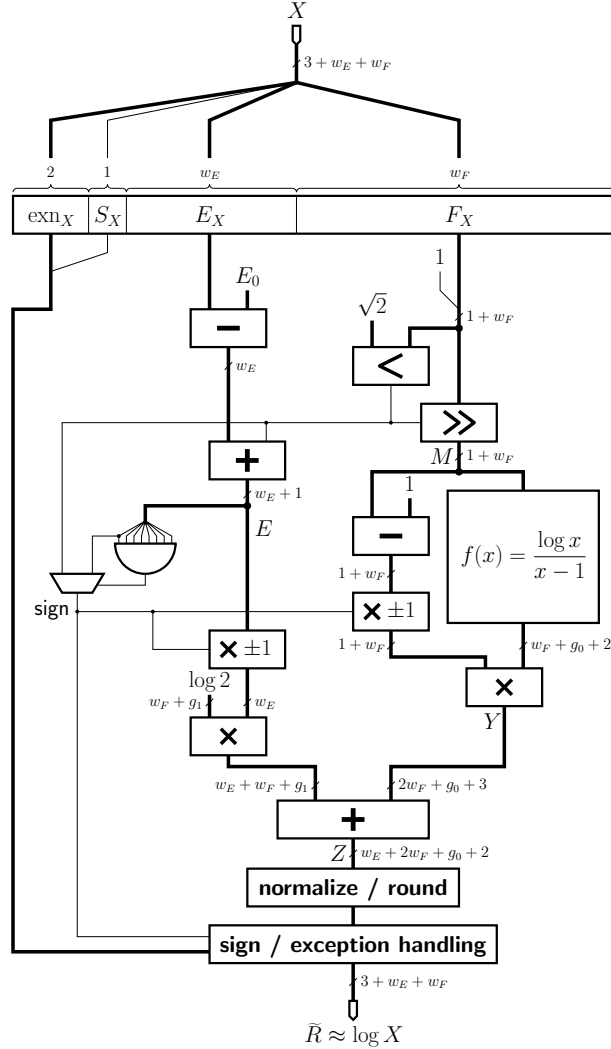 X
3 + w_E + w_F
2 1 w_E w_F
exn_X S_X E_X F_X
E_0 1
√2 1 + w_F
− <
w_E
≫
+ M 1 + w_F
w_E + 1 1
E − f(x) = log x / x − 1
1 + w_F
sign × ±1
× ±1 1 + w_F w_F + g_0 + 2
log 2 ×
w_F + g_1 w_E Y
×
w_E + w_F + g_1 2w_F + g_0 + 3
+
Z w_E + 2w_F + g_0 + 2
normalize / round
sign / exception handling
3 + w_E + w_F
R̃ ≈ log X